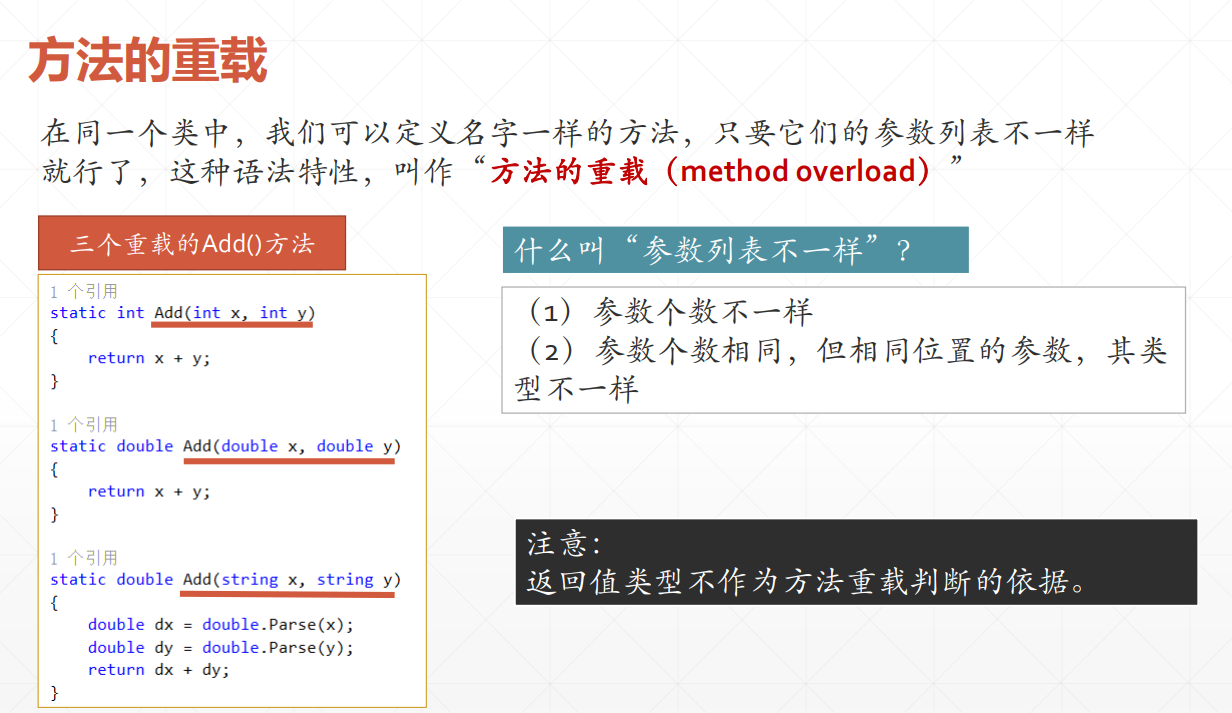 方法的重载
在同一个类中，我们可以定义名字一样的方法，只要它们的参数列表不一样
就行了，这种语法特性，叫作“方法的重载（method overload）”
三个重载的Add()方法
1 个引用
static int Add(int x, int y)
{
    return x + y;
}
1 个引用
static double Add(double x, double y)
{
    return x + y;
}
1 个引用
static double Add(string x, string y)
{
    double dx = double.Parse(x);
    double dy = double.Parse(y);
    return dx + dy;
}
什么叫“参数列表不一样”？
（1）参数个数不一样
（2）参数个数相同，但相同位置的参数，其类
型不一样
注意：
返回值类型不作为方法重载判断的依据。